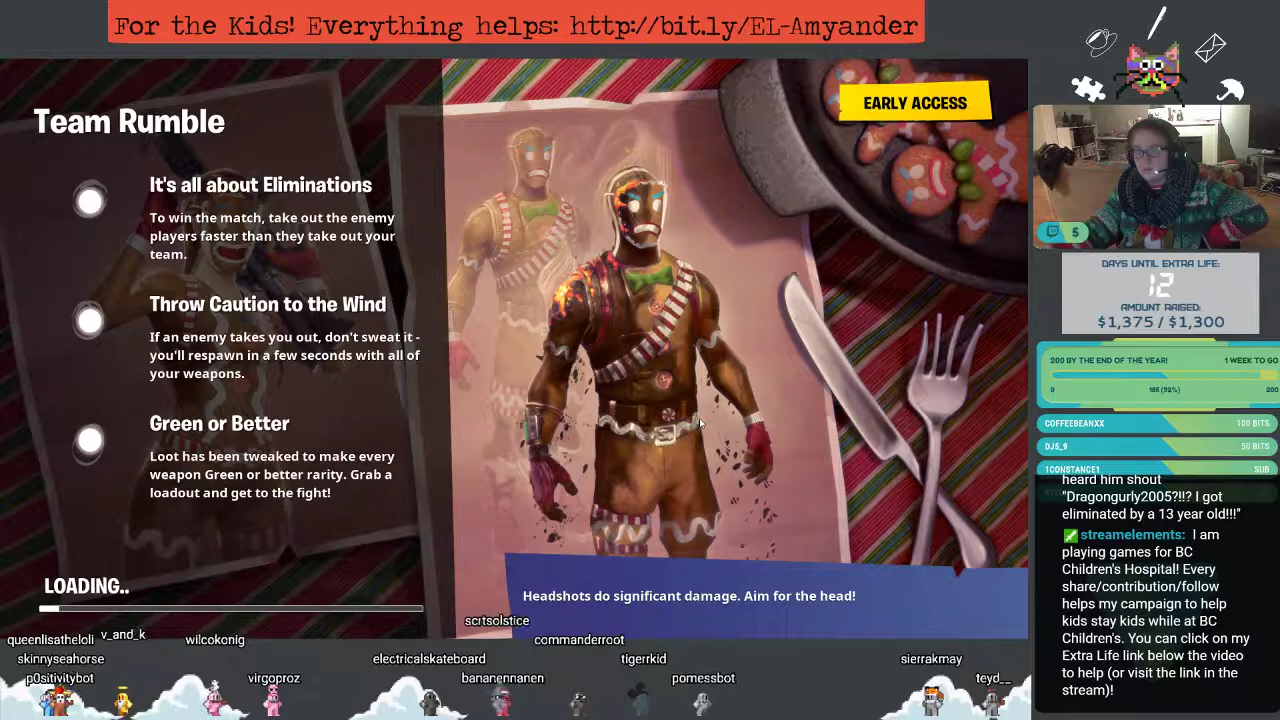 For the Kids! Everything helps: http://bit.ly/EL-Amyander
Team Rumble
It's all about Eliminations
To win the match, take out the enemy
players faster than they take out your
team.
Throw Caution to the Wind
If an enemy takes you out, don't sweat it -
you'll respawn in a few seconds with all of
your weapons.
Green or Better
Loot has been tweaked to make every
weapon Green or better rarity. Grab a
loadout and get to the fight!
LOADING..
EARLY ACCESS
Headshots do significant damage. Aim for the head!
5
DAYS UNTIL EXTRA LIFE:
12
AMOUNT RAISED:
$1,375 / $1,300
200 BY THE END OF THE YEAR! 1 WEEK TO GO
0 185 (92%) 200
COFFEEBEANXX 100 BITS
DJS_9 50 BITS
1CONSTANCE1 SUB
heard him shout
"Dragongurly2005?!!? I got
eliminated by a 13 year old!!!"
streamelements: I am
playing games for BC
Children's Hospital! Every
share/contribution/follow
helps my campaign to help
kids stay kids while at BC
Children's. You can click on my
Extra Life link below the video
to help (or visit the link in the
stream)!
scrtsolstice
queenlisatheloli v_and_k wilcokonig commanderroot
skinnyseahorse electricalskateboard tigerrkid sierrakmay
p0sitivitybot virgoproz bananennanen pomessbot teyd__